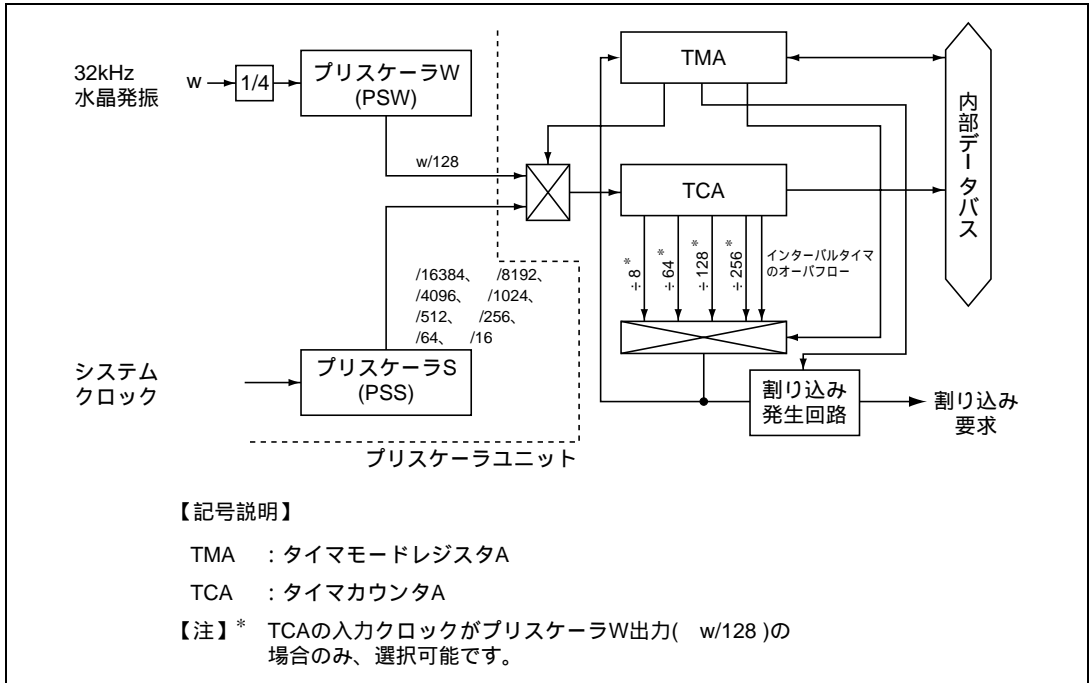 32kHz
水晶発振
w
1/4
プリスケーラW
(PSW)
w/128
TMA
TCA
内部データバス
÷8*
÷64*
÷128*
÷256*
インターバルタイマ
のオーバフロー
/16384、 /8192、
/4096、 /1024、
/512、 /256、
/64、 /16
システム
クロック
プリスケーラS
(PSS)
割り込み
発生回路
割り込み
要求
プリスケーラユニット
【記号説明】
TMA :タイマモードレジスタA
TCA :タイマカウンタA
【注】* TCAの入力クロックがプリスケーラW出力( w/128 )の
場合のみ、選択可能です。